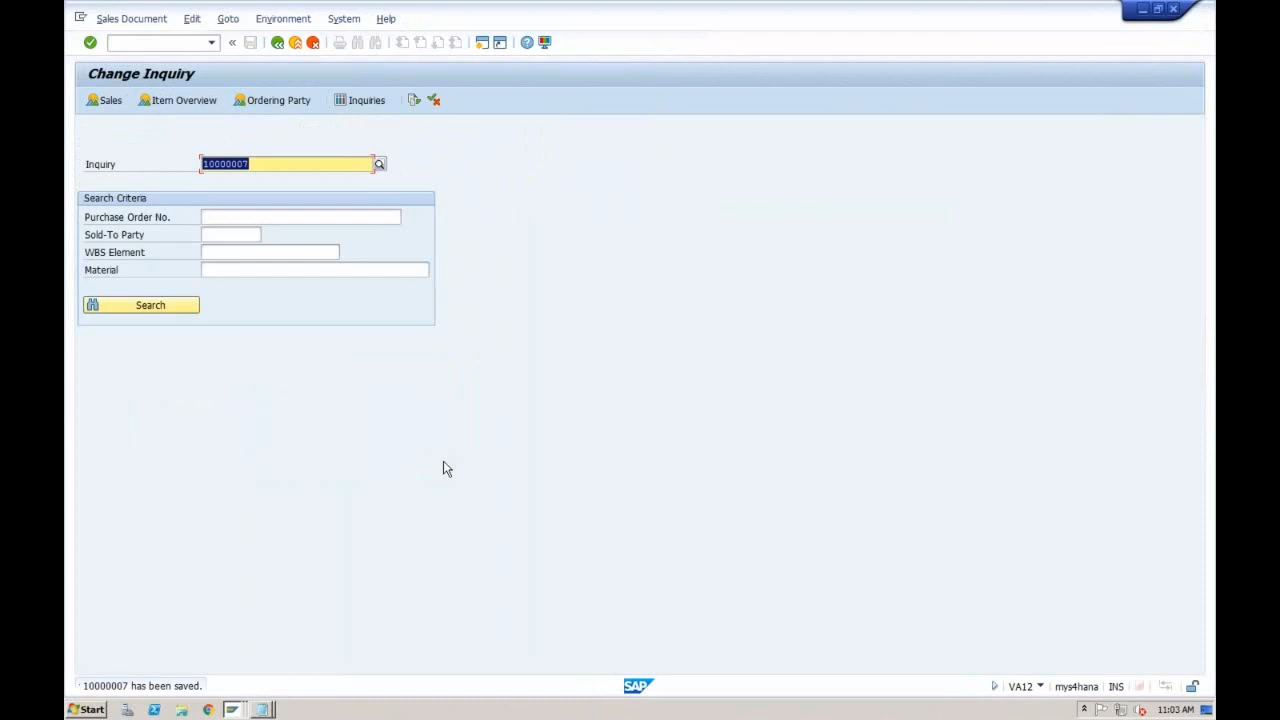 Sales Document Edit Goto Environment System Help
Change Inquiry
Sales Item Overview Ordering Party Inquiries
Inquiry 10000007
Search Criteria
Purchase Order No.
Sold-To Party
WBS Element
Material
Search
10000007 has been saved.
SAP
VA12 mys4hana INS
Start
11:03 AM